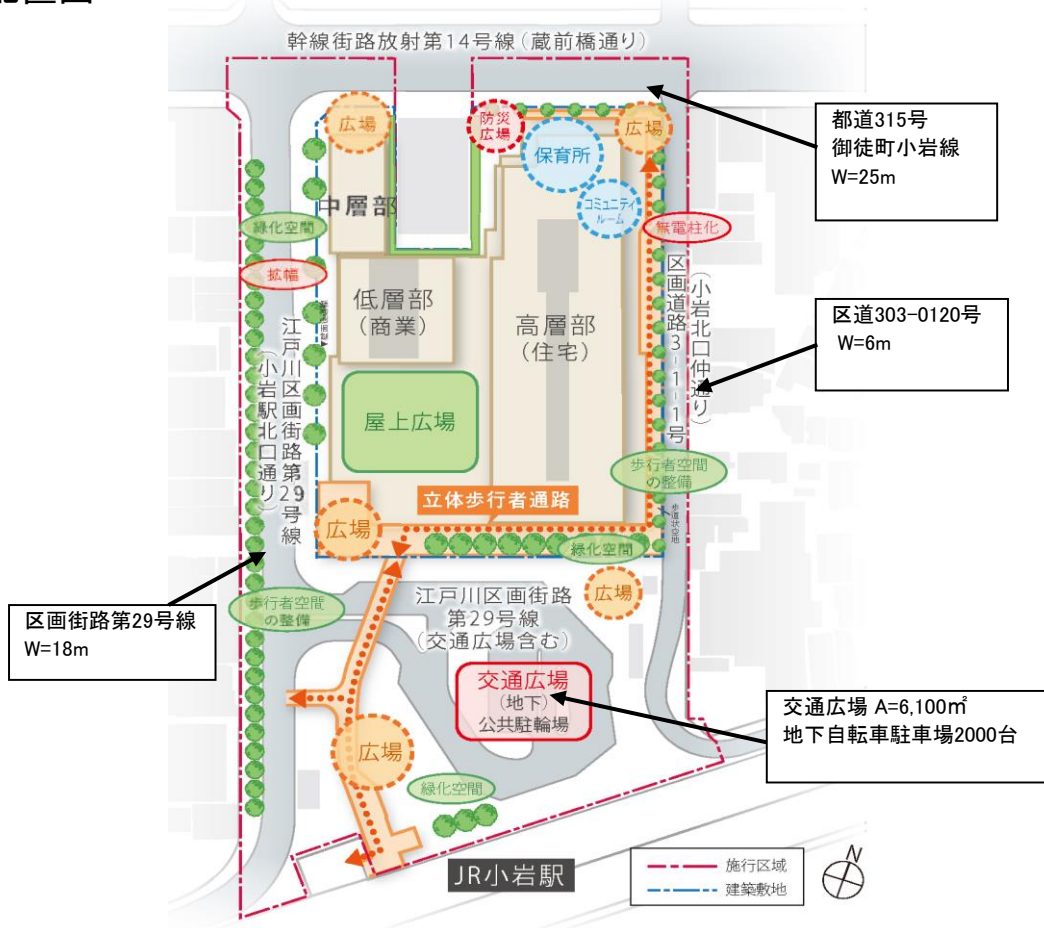 幹線街路放射第14号線（蔵前橋通り）
都道315号
御徒町小岩線
W=25m
広場
防災
広場
広場
保育所
コミュニティ
ルーム
中層部
緑化空間
無電柱化
拡幅
低層部
（商業）
高層部
（住宅）
区画道路3-1-1号
（小岩北口仲通り）
区道303-0120号
W=6m
江戸川区画街路第29号線
（小岩駅北口通り）
屋上広場
歩行者空間
の整備
立体歩行者通路
歩道状空地
広場
緑化空間
江戸川区画街路
第29号線
（交通広場含む）
広場
歩行者空間
の整備
区画街路第29号線
W=18m
交通広場
（地下）
公共駐輪場
交通広場 A=6,100㎡
地下自転車駐車場2000台
広場
緑化空間
JR小岩駅
施行区域
建築敷地
N